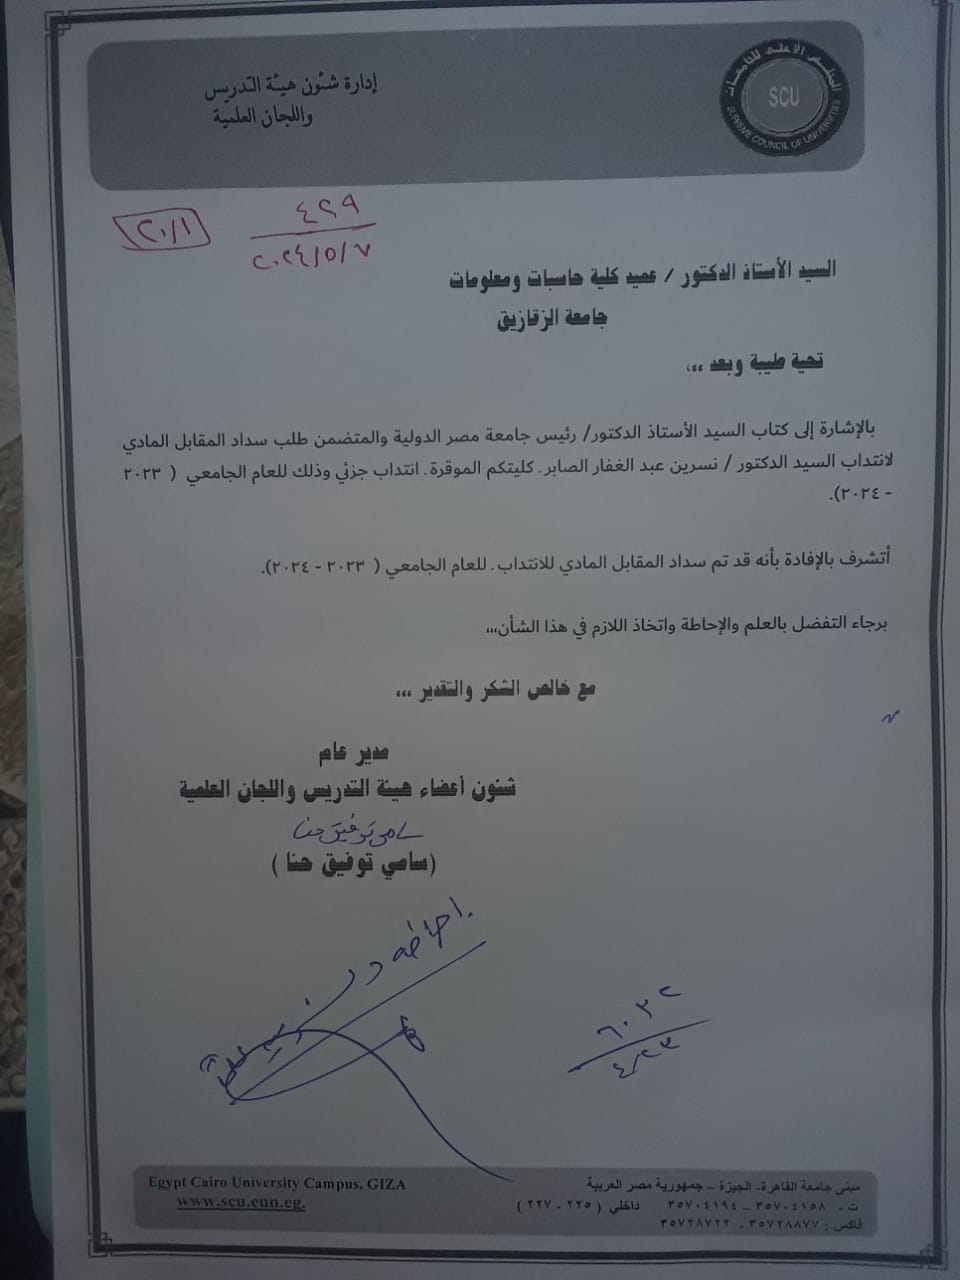 إدارة شئون هيئة التدريس
واللجان العلمية
المجلس الأعلى للجامعات
SCU
SUPREME COUNCIL OF UNIVERSITIES
٤٢٩
٢٠٢٤/٥/٧
٢٠/١
السيد الأستاذ الدكتور / عميد كلية حاسبات ومعلومات
جامعة الزقازيق
تحية طيبة وبعد ،،،
بالإشارة إلى كتاب السيد الأستاذ الدكتور/ رئيس جامعة مصر الدولية والمتضمن طلب سداد المقابل المادي
لانتداب السيد الدكتور / نسرين عبد الغفار الصابر. كليتكم الموقرة. انتداب جزئي وذلك للعام الجامعي ( ٢٠٢٣
- ٢٠٢٤).
أتشرف بالإفادة بأنه قد تم سداد المقابل المادي للانتداب. للعام الجامعي ( ٢٠٢٣ - ٢٠٢٤).
برجاء التفضل بالعلم والإحاطة واتخاذ اللازم في هذا الشأن،،،
مع خالص الشكر والتقدير ،،،
مدير عام
شئون أعضاء هيئة التدريس واللجان العلمية
سامي توفيق حنا
(سامي توفيق حنا )
٦٠٣٢
٤/٢٣
Egypt Cairo University Campus, GIZA
www.scu.eun.eg.
مبنى جامعة القاهرة- الجيزة – جمهورية مصر العربية
ت . ٣٥٧٠٤١٥٨ – ٣٥٧٠٤١٩٤ داخلي ( ٢٢٥ - ٢٢٧ )
فاكس : ٣٥٧٢٨٨٧٧ - ٣٥٧٢٨٧٢٢